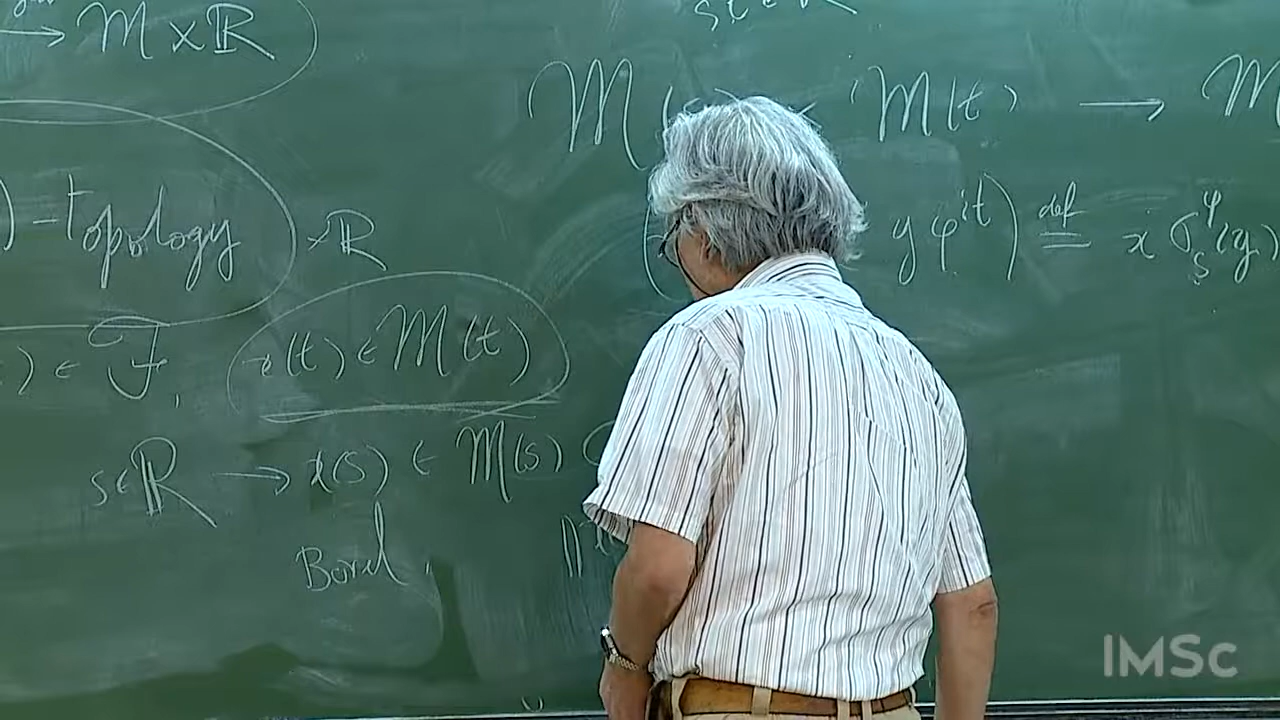 → M × ℝ
M( M(t) → M
) - Topology × ℝ
y φ^{it} ) def = x σ_s^φ(y)
) ∈ F, x(t) ∈ M(t)
s ∈ ℝ → x(s) ∈ M(s)
Borel,
IMSc